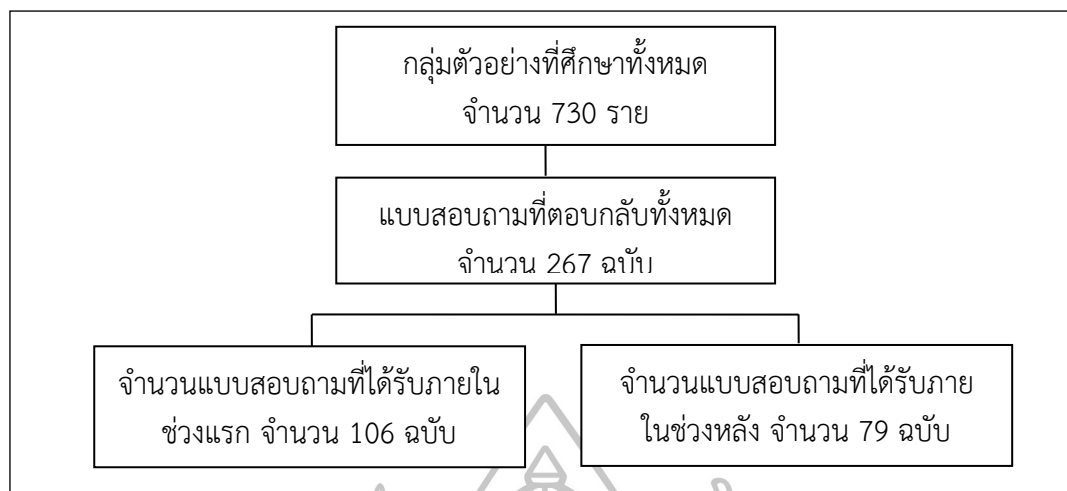 กลุ่มตัวอย่างที่ศึกษาทั้งหมด
จำนวน 730 ราย
แบบสอบถามที่ตอบกลับทั้งหมด
จำนวน 267 ฉบับ
จำนวนแบบสอบถามที่ได้รับภายใน
ช่วงแรก จำนวน 106 ฉบับ
จำนวนแบบสอบถามที่ได้รับภาย
ในช่วงหลัง จำนวน 79 ฉบับ